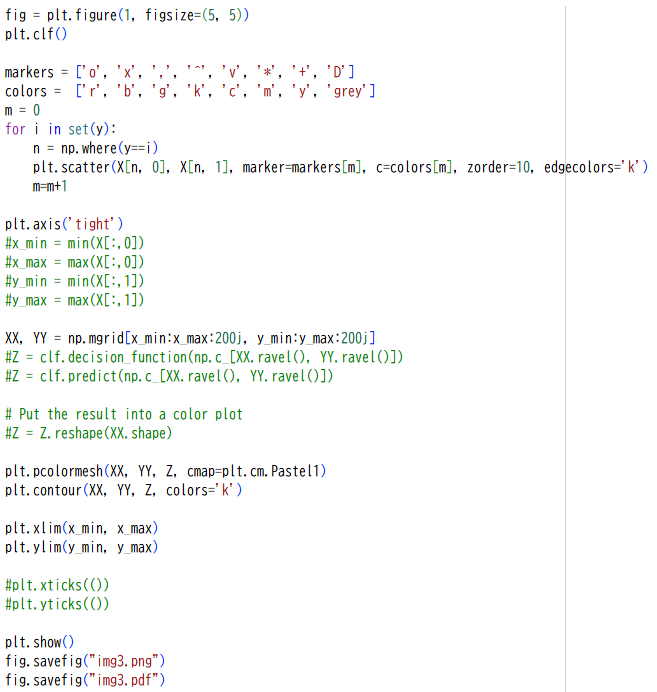 fig = plt.figure(1, figsize=(5, 5))
plt.clf()
markers = ['o', 'x', ',', '^', 'v', '*', '+', 'D']
colors =  ['r', 'b', 'g', 'k', 'c', 'm', 'y', 'grey']
m = 0
for i in set(y):
    n = np.where(y==i)
    plt.scatter(X[n, 0], X[n, 1], marker=markers[m], c=colors[m], zorder=10, edgecolors='k')
    m=m+1
plt.axis('tight')
#x_min = min(X[:,0])
#x_max = max(X[:,0])
#y_min = min(X[:,1])
#y_max = max(X[:,1])
XX, YY = np.mgrid[x_min:x_max:200j, y_min:y_max:200j]
#Z = clf.decision_function(np.c_[XX.ravel(), YY.ravel()])
#Z = clf.predict(np.c_[XX.ravel(), YY.ravel()])
# Put the result into a color plot
#Z = Z.reshape(XX.shape)
plt.pcolormesh(XX, YY, Z, cmap=plt.cm.Pastel1)
plt.contour(XX, YY, Z, colors='k')
plt.xlim(x_min, x_max)
plt.ylim(y_min, y_max)
#plt.xticks(())
#plt.yticks(())
plt.show()
fig.savefig("img3.png")
fig.savefig("img3.pdf")